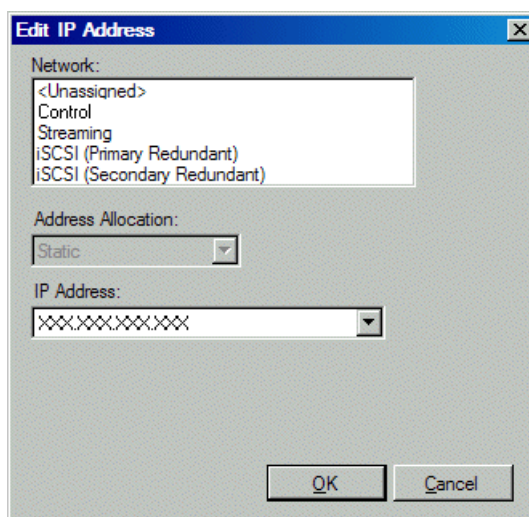 Edit IP Address
Network:
<Unassigned>
Control
Streaming
iSCSI (Primary Redundant)
iSCSI (Secondary Redundant)
Address Allocation:
Static
IP Address:
XXX.XXX.XXX.XXX
OK
Cancel